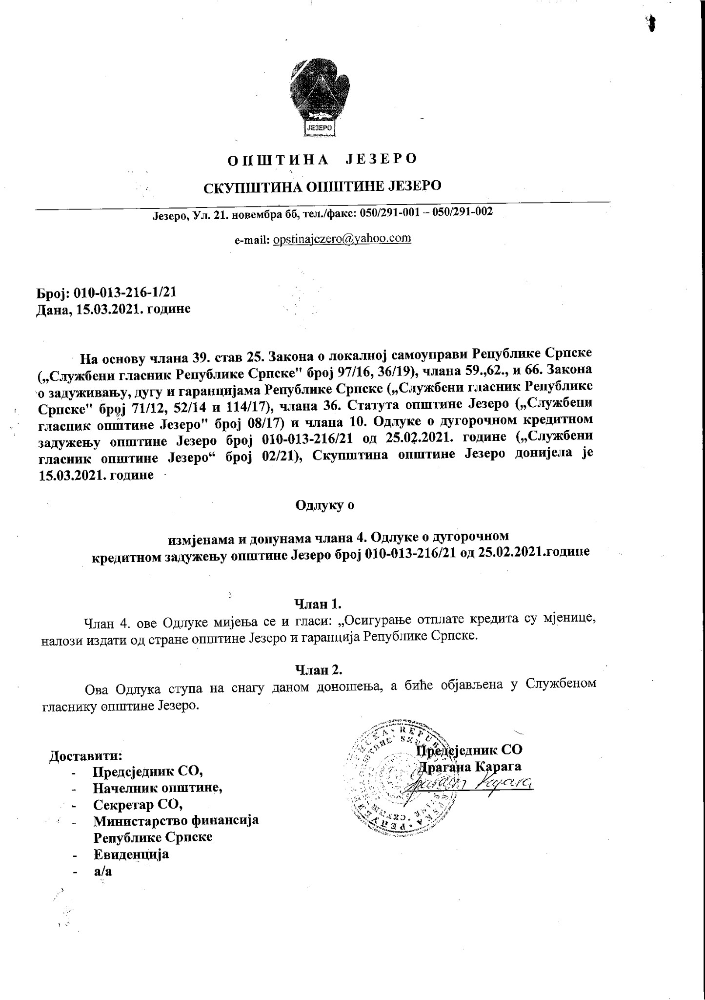 ЈЕЗЕРО
ОПШТИНА ЈЕЗЕРО
СКУПШТИНА ОПШТИНЕ ЈЕЗЕРО
Језеро, Ул. 21. новембра бб, тел./факс: 050/291-001 – 050/291-002
e-mail: opstinajezero@yahoo.com
Број: 010-013-216-1/21
Дана, 15.03.2021. године
На основу члана 39. став 25. Закона о локалној самоуправи Републике Српске
(„Службени гласник Републике Српске" број 97/16, 36/19), члана 59.,62., и 66. Закона
о задуживању, дугу и гаранцијама Републике Српске („Службени гласник Републике
Српске" број 71/12, 52/14 и 114/17), члана 36. Статута општине Језеро („Службени
гласник општине Језеро" број 08/17) и члана 10. Одлуке о дугорочном кредитном
задужењу општине Језеро број 010-013-216/21 од 25.02.2021. године („Службени
гласник општине Језеро“ број 02/21), Скупштина општине Језеро донијела је
15.03.2021. године
Одлуку о
измјенама и допунама члана 4. Одлуке о дугорочном
кредитном задужењу општине Језеро број 010-013-216/21 од 25.02.2021.године
Члан 1.
Члан 4. ове Одлуке мијења се и гласи: „Осигурање отплате кредита су мјенице,
налози издати од стране општине Језеро и гаранција Републике Српске.
Члан 2.
Ова Одлука ступа на снагу даном доношења, а биће објављена у Службеном
гласнику општине Језеро.
Предсједник СО
Драгана Карага
Доставити:
- Предсједник СО,
- Начелник општине,
- Секретар СО,
- Министарство финансија
Републике Српске
- Евиденција
- а/а